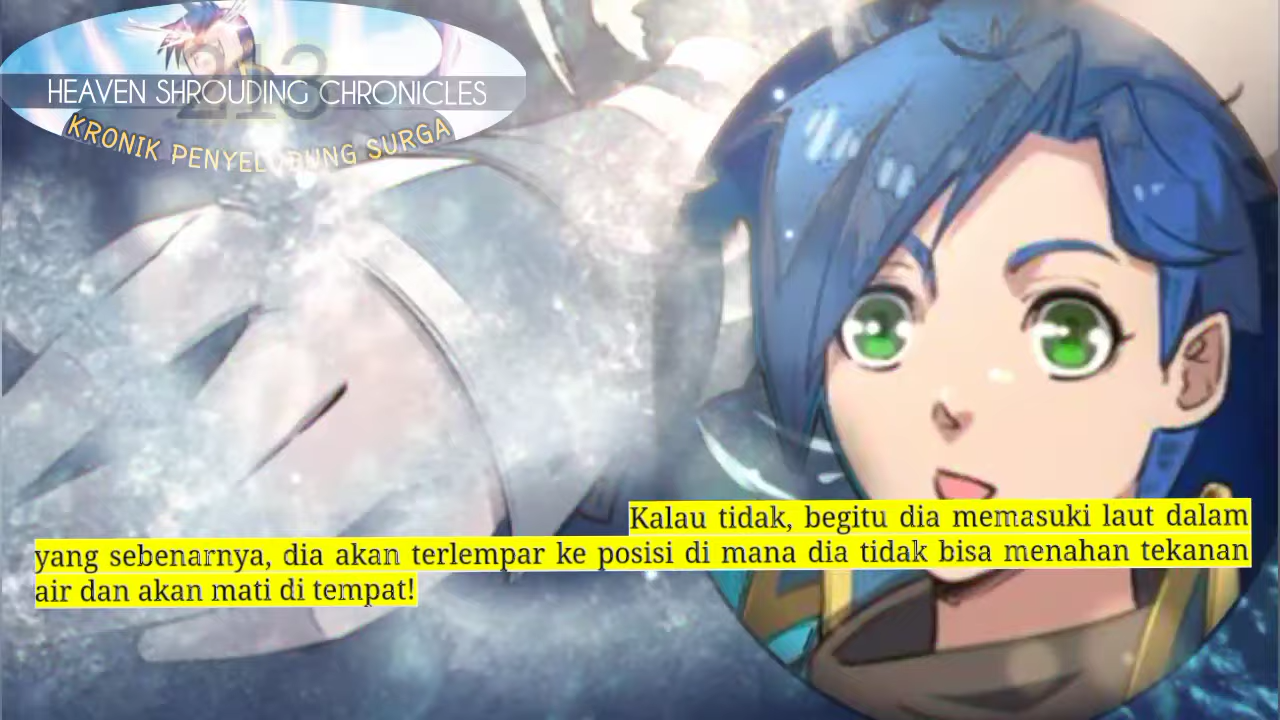 213
HEAVEN SHROUDING CHRONICLES
KRONIK PENYELUBUNG SURGA
Kalau tidak, begitu dia memasuki laut dalam
yang sebenarnya, dia akan terlempar ke posisi di mana dia tidak bisa menahan tekanan
air dan akan mati di tempat!